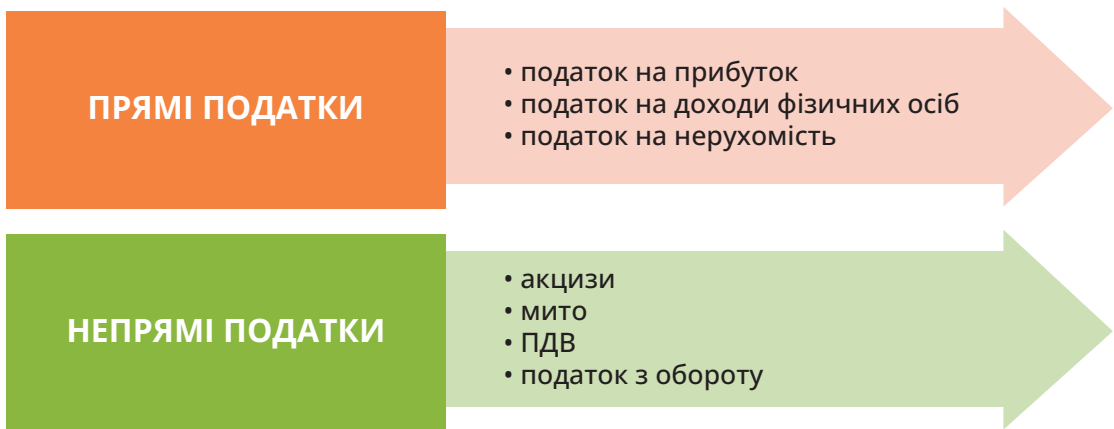 ПРЯМІ ПОДАТКИ
• податок на прибуток
• податок на доходи фізичних осіб
• податок на нерухомість
НЕПРЯМІ ПОДАТКИ
• акцизи
• мито
• ПДВ
• податок з обороту